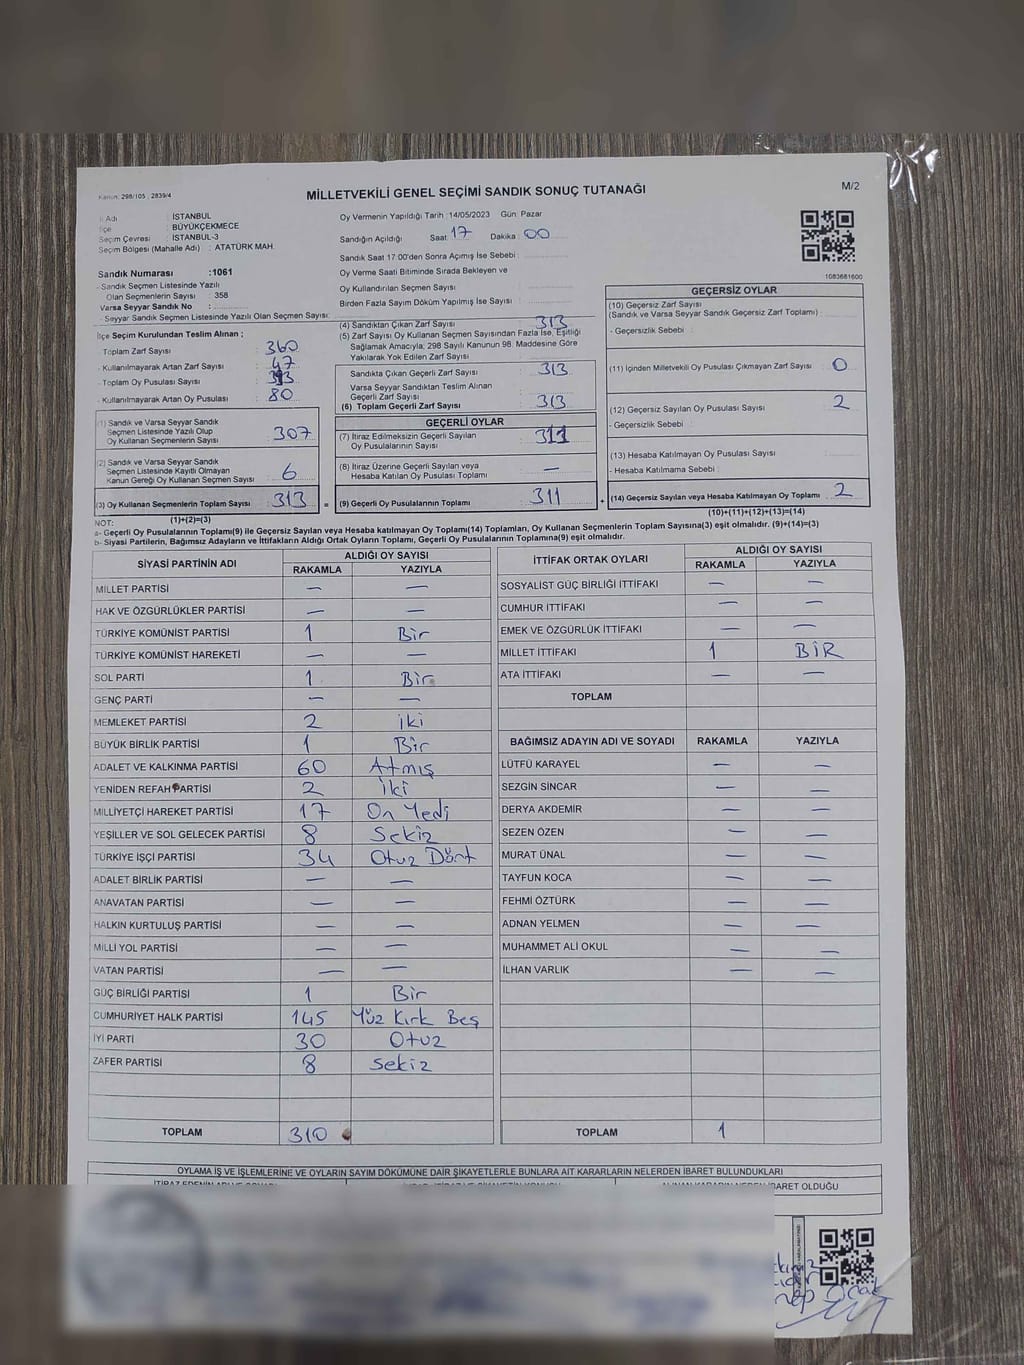 Kanun: 298/105 : 2839/4
MİLLETVEKİLİ GENEL SEÇİMİ SANDIK SONUÇ TUTANAĞI
M/2
İl Adı : İSTANBUL
İlçe : BÜYÜKÇEKMECE
Seçim Çevresi : İSTANBUL-3
Seçim Bölgesi (Mahalle Adı) : ATATÜRK MAH.
Sandık Numarası :1061
- Sandık Seçmen Listesinde Yazılı
Olan Seçmenlerin Sayısı : 358
Varsa Seyyar Sandık No :
- Seyyar Sandık Seçmen Listesinde Yazılı Olan Seçmen Sayısı:
Oy Vermenin Yapıldığı Tarih :14/05/2023 Gün: Pazar
Sandığın Açıldığı Saat: 17 Dakika: 00
Sandık Saat 17:00'den Sonra Açımış İse Sebebi :
Oy Verme Saati Bitiminde Sırada Bekleyen ve
Oy Kullandırılan Seçmen Sayısı :
Birden Fazla Sayım Döküm Yapılmış İse Sayısı :
1083681600
İlçe Seçim Kurulundan Teslim Alınan ;
- Toplam Zarf Sayısı : 360
- Kullanılmayarak Artan Zarf Sayısı : 47
- Toplam Oy Pusulası Sayısı :
- Kullanılmayarak Artan Oy Pusulası : 80
(1) Sandık ve Varsa Seyyar Sandık
Seçmen Listesinde Yazılı Olup
Oy Kullanan Seçmenlerin Sayısı : 307
(2) Sandık ve Varsa Seyyar Sandık
Seçmen Listesinde Kayıtlı Olmayan
Kanun Gereği Oy Kullanan Seçmenlerin Sayısı : 6
(3) Oy Kullanan Seçmenlerin Toplam Sayısı : 313
(1)+(2)=(3)
(4) Sandıktan Çıkan Zarf Sayısı : 313
(5) Zarf Sayısı Oy Kullanan Seçmen Sayısından Fazla İse, Eşitliği
Sağlamak Amacıyla; 298 Sayılı Kanunun 98. Maddesine Göre
Yakılarak Yok Edilen Zarf Sayısı :
Sandıkta Çıkan Geçerli Zarf Sayısı : 313
Varsa Seyyar Sandıktan Teslim Alınan
Geçerli Zarf Sayısı :
(6) Toplam Geçerli Zarf Sayısı : 313
GEÇERLİ OYLAR
(7) İtiraz Edilmeksizin Geçerli Sayılan
Oy Pusulalarının Sayısı : 311
(8) İtiraz Üzerine Geçerli Sayılan veya
Hesaba Katılan Oy Pusulası Sayısı : —
= (9) Geçerli Oy Pusulalarının Toplamı : 311
GEÇERSİZ OYLAR
(10) Geçersiz Zarf Sayısı
(Sandık ve Varsa Seyyar Sandık Geçersiz Zarf Toplamı) :
- Geçersizlik Sebebi :
(11) İçinden Milletvekili Oy Pusulası Çıkmayan Zarf Sayısı : 0
(12) Geçersiz Sayılan Oy Pusulası Sayısı : 2
- Geçersizlik Sebebi :
(13) Hesaba Katılmayan Oy Pusulası Sayısı :
- Hesaba Katılmama Sebebi :
+ (14) Geçersiz Sayılan veya Hesaba Katılmayan Oy Toplamı : 2
(10)+(11)+(12)+(13)=(14)
NOT:
a- Geçerli Oy Pusulalarının Toplamı(9) ile Geçersiz Sayılan veya Hesaba katılmayan Oy Toplamı(14) Toplamları, Oy Kullanan Seçmenlerin Toplam Sayısına(3) eşit olmalıdır. (9)+(14)=(3)
b- Siyasi Partilerin, Bağımsız Adayların ve İttifakların Aldığı Ortak Oyların Toplamı, Geçerli Oy Pusulalarının Toplamına(9) eşit olmalıdır.
SİYASİ PARTİNİN ADI ALDIĞI OY SAYISI
RAKAMLA YAZIYLA
MİLLET PARTİSİ — —
HAK VE ÖZGÜRLÜKLER PARTİSİ — —
TÜRKİYE KOMÜNİST PARTİSİ 1 Bir
TÜRKİYE KOMÜNİST HAREKETİ — —
SOL PARTİ 1 Bir
GENÇ PARTİ — —
MEMLEKET PARTİSİ 2 iki
BÜYÜK BİRLİK PARTİSİ 1 Bir
ADALET VE KALKINMA PARTİSİ 60 Atmış
YENİDEN REFAH PARTİSİ 2 iki
MİLLİYETÇİ HAREKET PARTİSİ 17 On Yedi
YEŞİLLER VE SOL GELECEK PARTİSİ 8 Sekiz
TÜRKİYE İŞÇİ PARTİSİ 34 Otuz Dört
ADALET BİRLİK PARTİSİ — —
ANAVATAN PARTİSİ — —
HALKIN KURTULUŞ PARTİSİ — —
MİLLİ YOL PARTİSİ — —
VATAN PARTİSİ — —
GÜÇ BİRLİĞİ PARTİSİ 1 Bir
CUMHURİYET HALK PARTİSİ 145 Yüz Kırk Beş
İYİ PARTİ 30 Otuz
ZAFER PARTİSİ 8 Sekiz
TOPLAM 310
İTTİFAK ORTAK OYLARI ALDIĞI OY SAYISI
RAKAMLA YAZIYLA
SOSYALİST GÜÇ BİRLİĞİ İTTİFAKI — —
CUMHUR İTTİFAKI — —
EMEK VE ÖZGÜRLÜK İTTİFAKI — —
MİLLET İTTİFAKI 1 BİR
ATA İTTİFAKI — —
TOPLAM
BAĞIMSIZ ADAYIN ADI VE SOYADI RAKAMLA YAZIYLA
LÜTFÜ KARAYEL — —
SEZGİN SİNCAR — —
DERYA AKDEMİR — —
SEZEN ÖZEN — —
MURAT ÜNAL — —
TAYFUN KOCA — —
FEHMİ ÖZTÜRK — —
ADNAN YELMEN — —
MUHAMMET ALİ OKUL — —
İLHAN VARLIK — —
TOPLAM 1
OYLAMA İŞ VE İŞLEMLERİNE VE OYLARIN SAYIM DÖKÜMÜNE DAİR ŞİKAYETLERLE BUNLARA AİT KARARLARIN NELERDEN İBARET BULUNDUKLARI
İBARET OLDUĞU